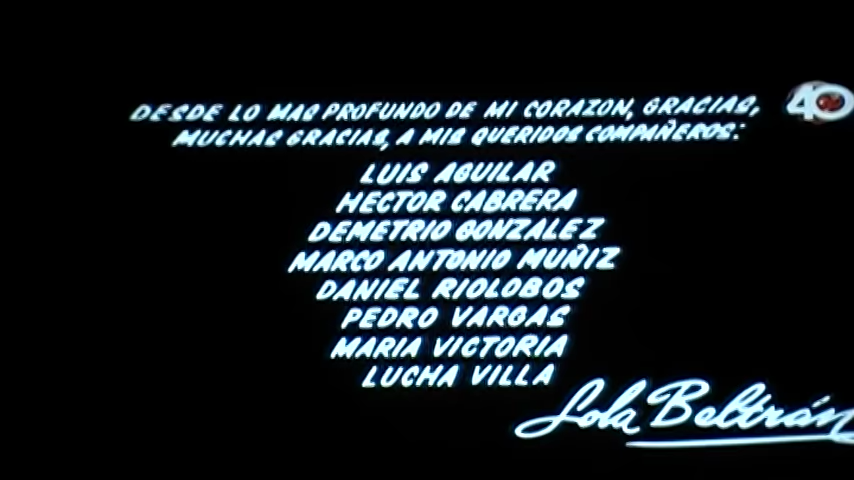 DESDE LO MAS PROFUNDO DE MI CORAZON, GRACIAS,
MUCHAS GRACIAS, A MIS QUERIDOS COMPAÑEROS:
LUIS AGUILAR
HECTOR CABRERA
DEMETRIO GONZALEZ
MARCO ANTONIO MUÑIZ
DANIEL RIOLOBOS
PEDRO VARGAS
MARIA VICTORIA
LUCHA VILLA
Lola Beltrán
40